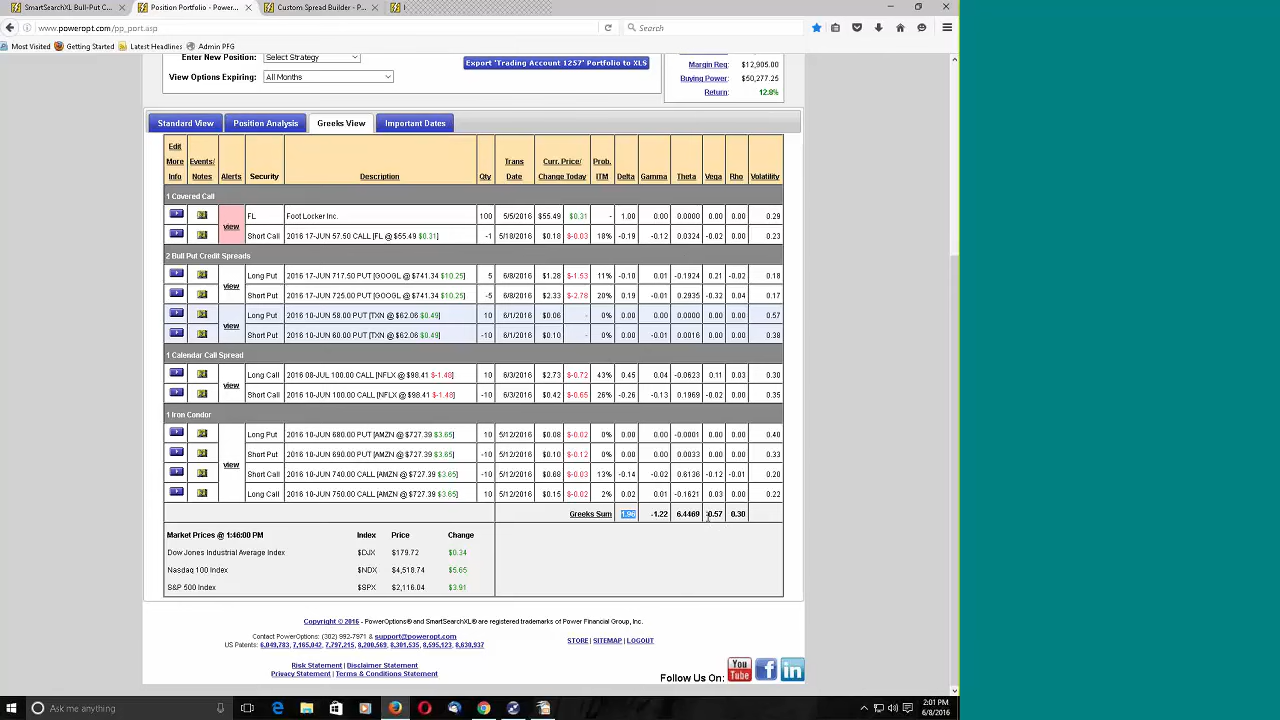 SmartSearchXL Bull-Put C... × Position Portfolio - Power... × Custom Spread Builder - P... ×
www.poweropt.com/pp_port.asp Search
Most Visited Getting Started Latest Headlines Admin PFG
Enter New Position: Select Strategy Export 'Trading Account 1257' Portfolio to XLS Margin Req: $12,905.00
View Options Expiring: All Months Buying Power: $50,277.25
Return: 12.8%
Standard View Position Analysis Greeks View Important Dates
Edit More Info Events/ Notes Alerts Security Description Qty Trans Date Curr. Price/ Change Today Prob. ITM Delta Gamma Theta Vega Rho Volatility
1 Covered Call
FL Foot Locker Inc. 100 5/5/2016 $55.49 $0.31 - 1.00 0.00 0.0000 0.00 0.00 0.29
view
Short Call 2016 17-JUN 57.50 CALL [FL @ $55.49 $0.31] -1 5/18/2016 $0.18 $-0.03 18% -0.19 -0.12 0.0324 -0.02 0.00 0.23
2 Bull Put Credit Spreads
Long Put 2016 17-JUN 717.50 PUT [GOOGL @ $741.34 $10.25] 5 6/8/2016 $1.28 $-1.53 11% -0.10 0.01 -0.1924 0.21 -0.02 0.18
view
Short Put 2016 17-JUN 725.00 PUT [GOOGL @ $741.34 $10.25] -5 6/8/2016 $2.33 $-2.78 20% 0.19 -0.01 0.2935 -0.32 0.04 0.17
Long Put 2016 10-JUN 58.00 PUT [TXN @ $62.06 $0.49] 10 6/1/2016 $0.06 - 0% 0.00 0.00 0.0000 0.00 0.00 0.57
view
Short Put 2016 10-JUN 60.00 PUT [TXN @ $62.06 $0.49] -10 6/1/2016 $0.10 - 0% 0.00 -0.01 0.0016 0.00 0.00 0.38
1 Calendar Call Spread
Long Call 2016 08-JUL 100.00 CALL [NFLX @ $98.41 $-1.48] 10 6/3/2016 $2.73 $-0.72 43% 0.45 0.04 -0.0623 0.11 0.03 0.30
view
Short Call 2016 10-JUN 100.00 CALL [NFLX @ $98.41 $-1.48] -10 6/3/2016 $0.42 $-0.65 26% -0.26 -0.13 0.1969 -0.02 0.00 0.35
1 Iron Condor
Long Put 2016 10-JUN 680.00 PUT [AMZN @ $727.39 $3.65] 10 5/12/2016 $0.08 $-0.02 0% 0.00 0.00 -0.0001 0.00 0.00 0.40
Short Put 2016 10-JUN 690.00 PUT [AMZN @ $727.39 $3.65] -10 5/12/2016 $0.10 $-0.12 0% 0.00 0.00 0.0033 0.00 0.00 0.33
view
Short Call 2016 10-JUN 740.00 CALL [AMZN @ $727.39 $3.65] -10 5/12/2016 $0.68 $-0.03 13% -0.14 -0.02 0.6136 -0.12 -0.01 0.20
Long Call 2016 10-JUN 750.00 CALL [AMZN @ $727.39 $3.65] 10 5/12/2016 $0.15 $-0.02 2% 0.02 0.01 -0.1621 0.03 0.00 0.22
Greeks Sum 1.96 -1.22 6.4469 0.57 0.30
Market Prices @ 1:46:00 PM Index Price Change
Dow Jones Industrial Average Index $DJX $179.72 $0.34
Nasdaq 100 Index $NDX $4,518.74 $5.65
S&P 500 Index $SPX $2,116.04 $3.91
Copyright © 2016 - PowerOptions® and SmartSearchXL® are registered trademarks of Power Financial Group, Inc.
Contact PowerOptions: (302) 992-7971 & support@poweropt.com STORE | SITEMAP | LOGOUT
US Patents: 6,049,783, 7,165,042, 7,797,215, 8,200,569, 8,301,535, 8,595,123, 8,630,937
Risk Statement | Disclaimer Statement
Privacy Statement | Terms & Conditions Statement Follow Us On: You Tube f in
Ask me anything 2:01 PM
6/8/2016